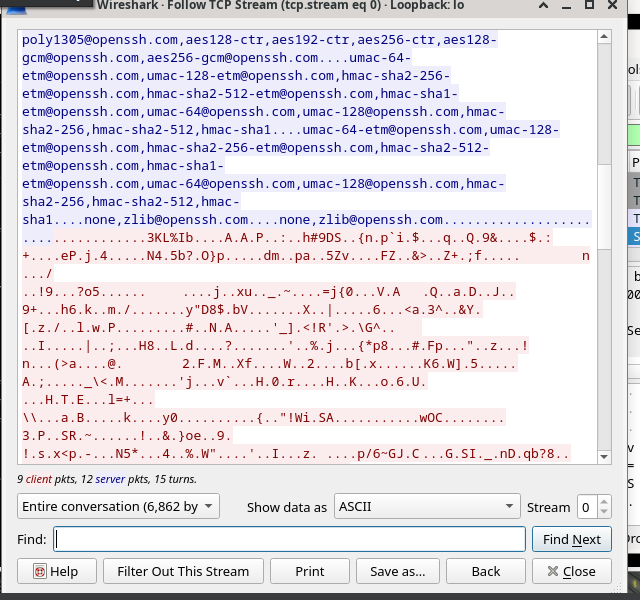 Wireshark · Follow TCP Stream (tcp.stream eq 0) · Loopback: lo
poly1305@openssh.com,aes128-ctr,aes192-ctr,aes256-ctr,aes128-
gcm@openssh.com,aes256-gcm@openssh.com....umac-64-
etm@openssh.com,umac-128-etm@openssh.com,hmac-sha2-256-
etm@openssh.com,hmac-sha2-512-etm@openssh.com,hmac-sha1-
etm@openssh.com,umac-64@openssh.com,umac-128@openssh.com,hmac-
sha2-256,hmac-sha2-512,hmac-sha1....umac-64-etm@openssh.com,umac-128-
etm@openssh.com,hmac-sha2-256-etm@openssh.com,hmac-sha2-512-
etm@openssh.com,hmac-sha1-
etm@openssh.com,umac-64@openssh.com,umac-128@openssh.com,hmac-
sha2-256,hmac-sha2-512,hmac-
sha1....none,zlib@openssh.com....none,zlib@openssh.com...................
................3KL%Ib....A.A.P..:..h#9DS..{n.p`i.$...q..Q.9&....$.:
+....eP.j.4.....N4.5b?.O}p.....dm..pa..5Zv....FZ..&>..Z+.;f..... n
.../
..!9...?o5...... ....j..xu.._.~....=j{0...V.A .Q..a.D..J..
9+...h6.k..m./.......y"D8$.bV.......X..|.....6...<a.3^..&Y.
[.z./..l.w.P.........#..N.A.....'_].<!R'.>.\G^..
..I.....|..;...H8..L.d....?.......'..%.j...{*p8...#.Fp..."..z...!
n...(>a....@. 2.F.M..Xf....W..2....b[.x......K6.W].5.....
A.;....._\<.M.......'j...v`...H.0.r....H..K...o.6.U.
...H.T.E...l=+...
\\...a.B.....k....y0..........{.."!Wi.SA...........wOC........
3.P..SR.~......!..&.}oe..9.
!.s.x<p.-...N5*...4..%.W"....'..I...z. ....p/6~GJ.C...G.SI._.nD.qb?8..
9 client pkts, 12 server pkts, 15 turns.
Entire conversation (6,862 by
Show data as
ASCII
Stream
0
Find:
Find Next
Help
Filter Out This Stream
Print
Save as...
Back
Close